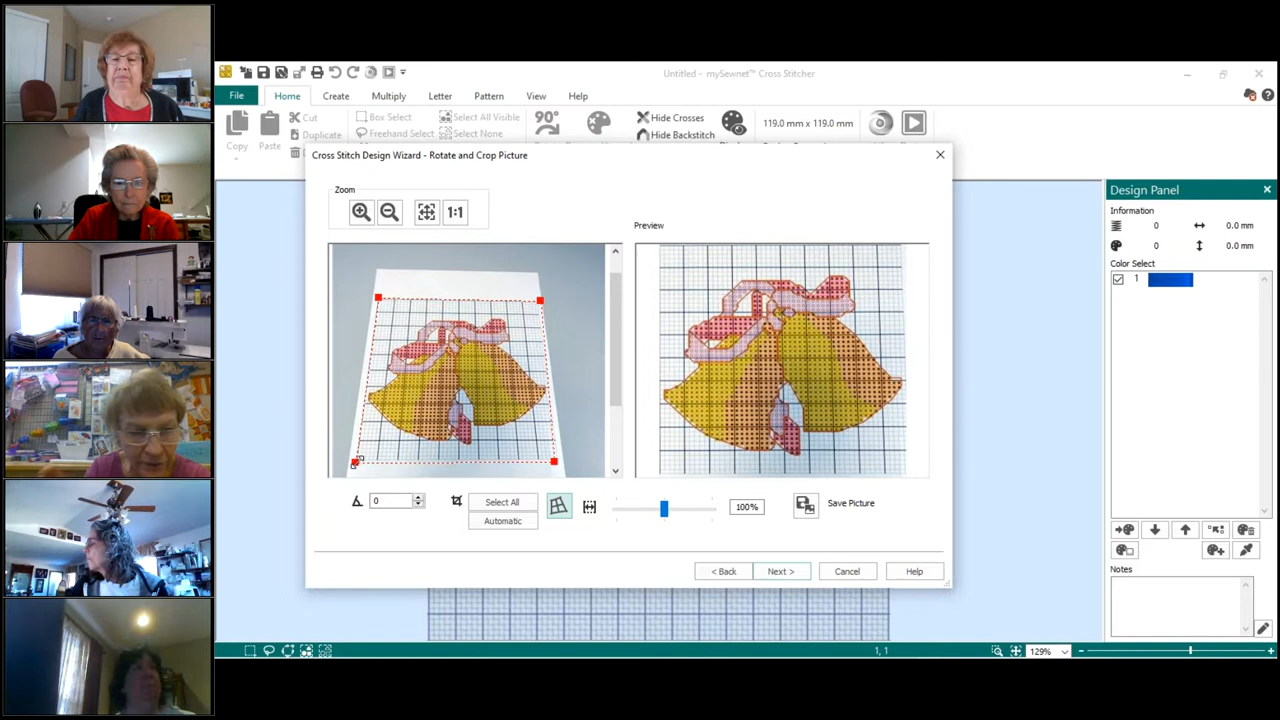 Untitled - mySewnet™ Cross Stitcher
File Home Create Multiply Letter Pattern View Help
Copy
Paste
Cut
Duplicate
Box Select
Freehand Select
Select All Visible
Select None
90°
Hide Crosses
Hide Backstitch
119.0 mm x 119.0 mm
Cross Stitch Design Wizard - Rotate and Crop Picture
Zoom
1:1
Preview
0
Select All
Automatic
100%
Save Picture
< Back
Next >
Cancel
Help
Design Panel
Information
0 0.0 mm
0 0.0 mm
Color Select
1
Notes
1, 1
129%